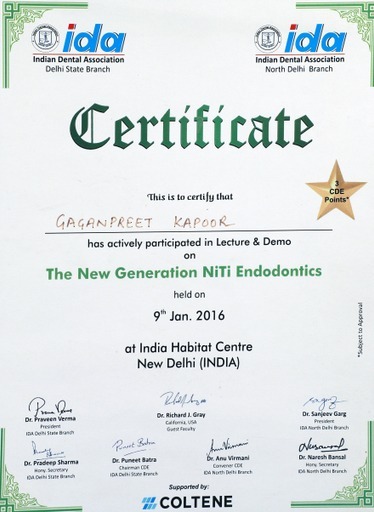 ida
Indian Dental Association
Delhi State Branch
ida
Indian Dental Association
North Delhi Branch
Certificate
This is to certify that
GAGANPREET KAPOOR
3
CDE
Points*
has actively participated in Lecture & Demo
on
The New Generation NiTi Endodontics
held on
9th Jan. 2016
at India Habitat Centre
New Delhi (INDIA)
*Subject to Approval
Dr. Praveen Verma
President
IDA Delhi State Branch
Dr. Richard J. Gray
California, USA
Guest Faculty
Dr. Sanjeev Garg
President
IDA North Delhi Branch
Dr. Pradeep Sharma
Hony. Secretary
IDA Delhi State Branch
Dr. Puneet Batra
Chairman CDE
IDA Delhi State Branch
Dr. Anu Virmani
Convener CDE
IDA North Delhi Branch
Dr. Naresh Bansal
Hony. Secretary
IDA North Delhi Branch
Supported by:
COLTENE